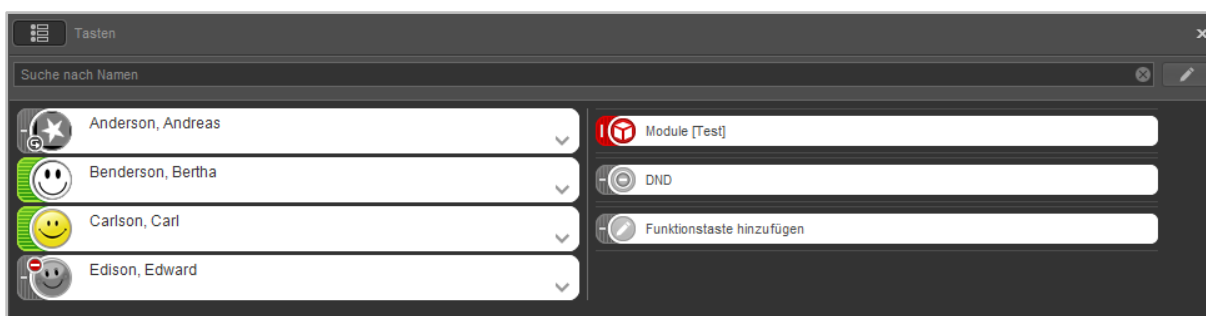 Tasten
Suche nach Namen
Anderson, Andreas
Benderson, Bertha
Carlson, Carl
Edison, Edward
Module [Test]
DND
Funktionstaste hinzufügen